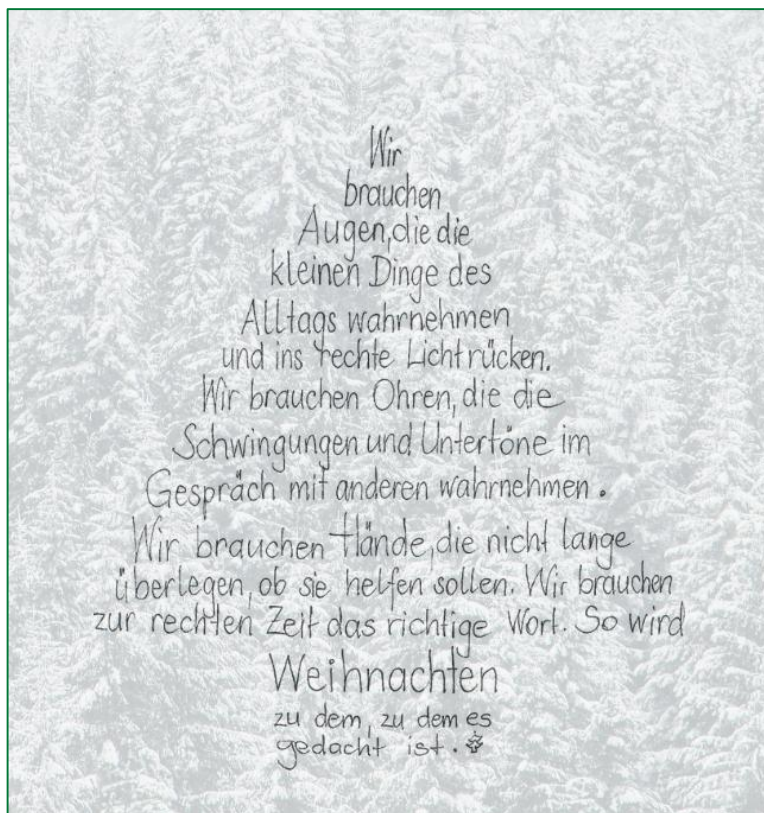 Wir
brauchen
Augen, die die
kleinen Dinge des
Alltags wahrnehmen
und ins rechte Licht rücken.
Wir brauchen Ohren, die die
Schwingungen und Untertöne im
Gespräch mit anderen wahrnehmen.
Wir brauchen Hände, die nicht lange
überlegen, ob sie helfen sollen. Wir brauchen
zur rechten Zeit das richtige Wort. So wird
Weihnachten
zu dem, zu dem es
gedacht ist.